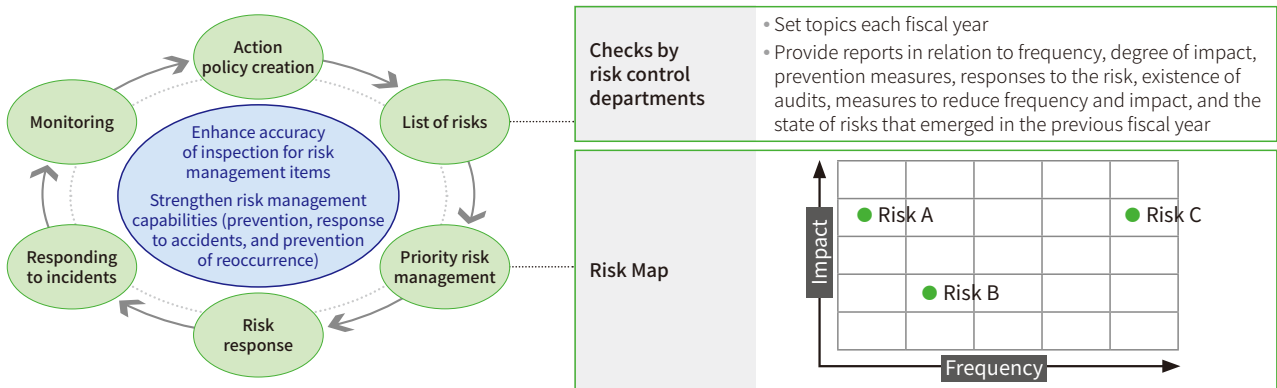 Action
policy creation
List of risks
Priority risk
management
Risk
response
Responding
to incidents
Monitoring
Enhance accuracy
of inspection for risk
management items
Strengthen risk management
capabilities (prevention, response
to accidents, and prevention
of reoccurrence)
Checks by
risk control
departments
• Set topics each fiscal year
• Provide reports in relation to frequency, degree of impact,
prevention measures, responses to the risk, existence of
audits, measures to reduce frequency and impact, and the
state of risks that emerged in the previous fiscal year
Risk Map
Impact
Risk A
Risk C
Risk B
Frequency